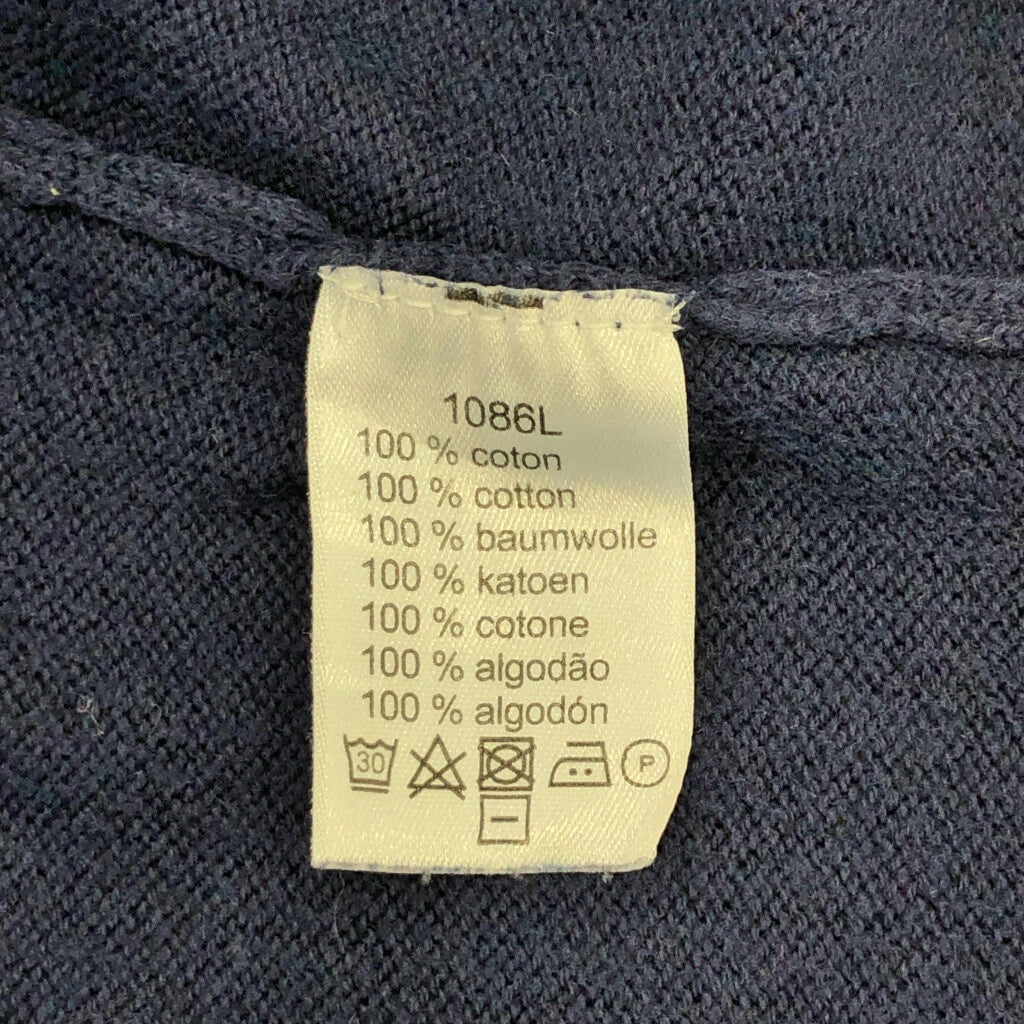 1086L
100 % coton
100 % cotton
100 % baumwolle
100 % katoen
100 % cotone
100 % algodão
100 % algodón
30 P